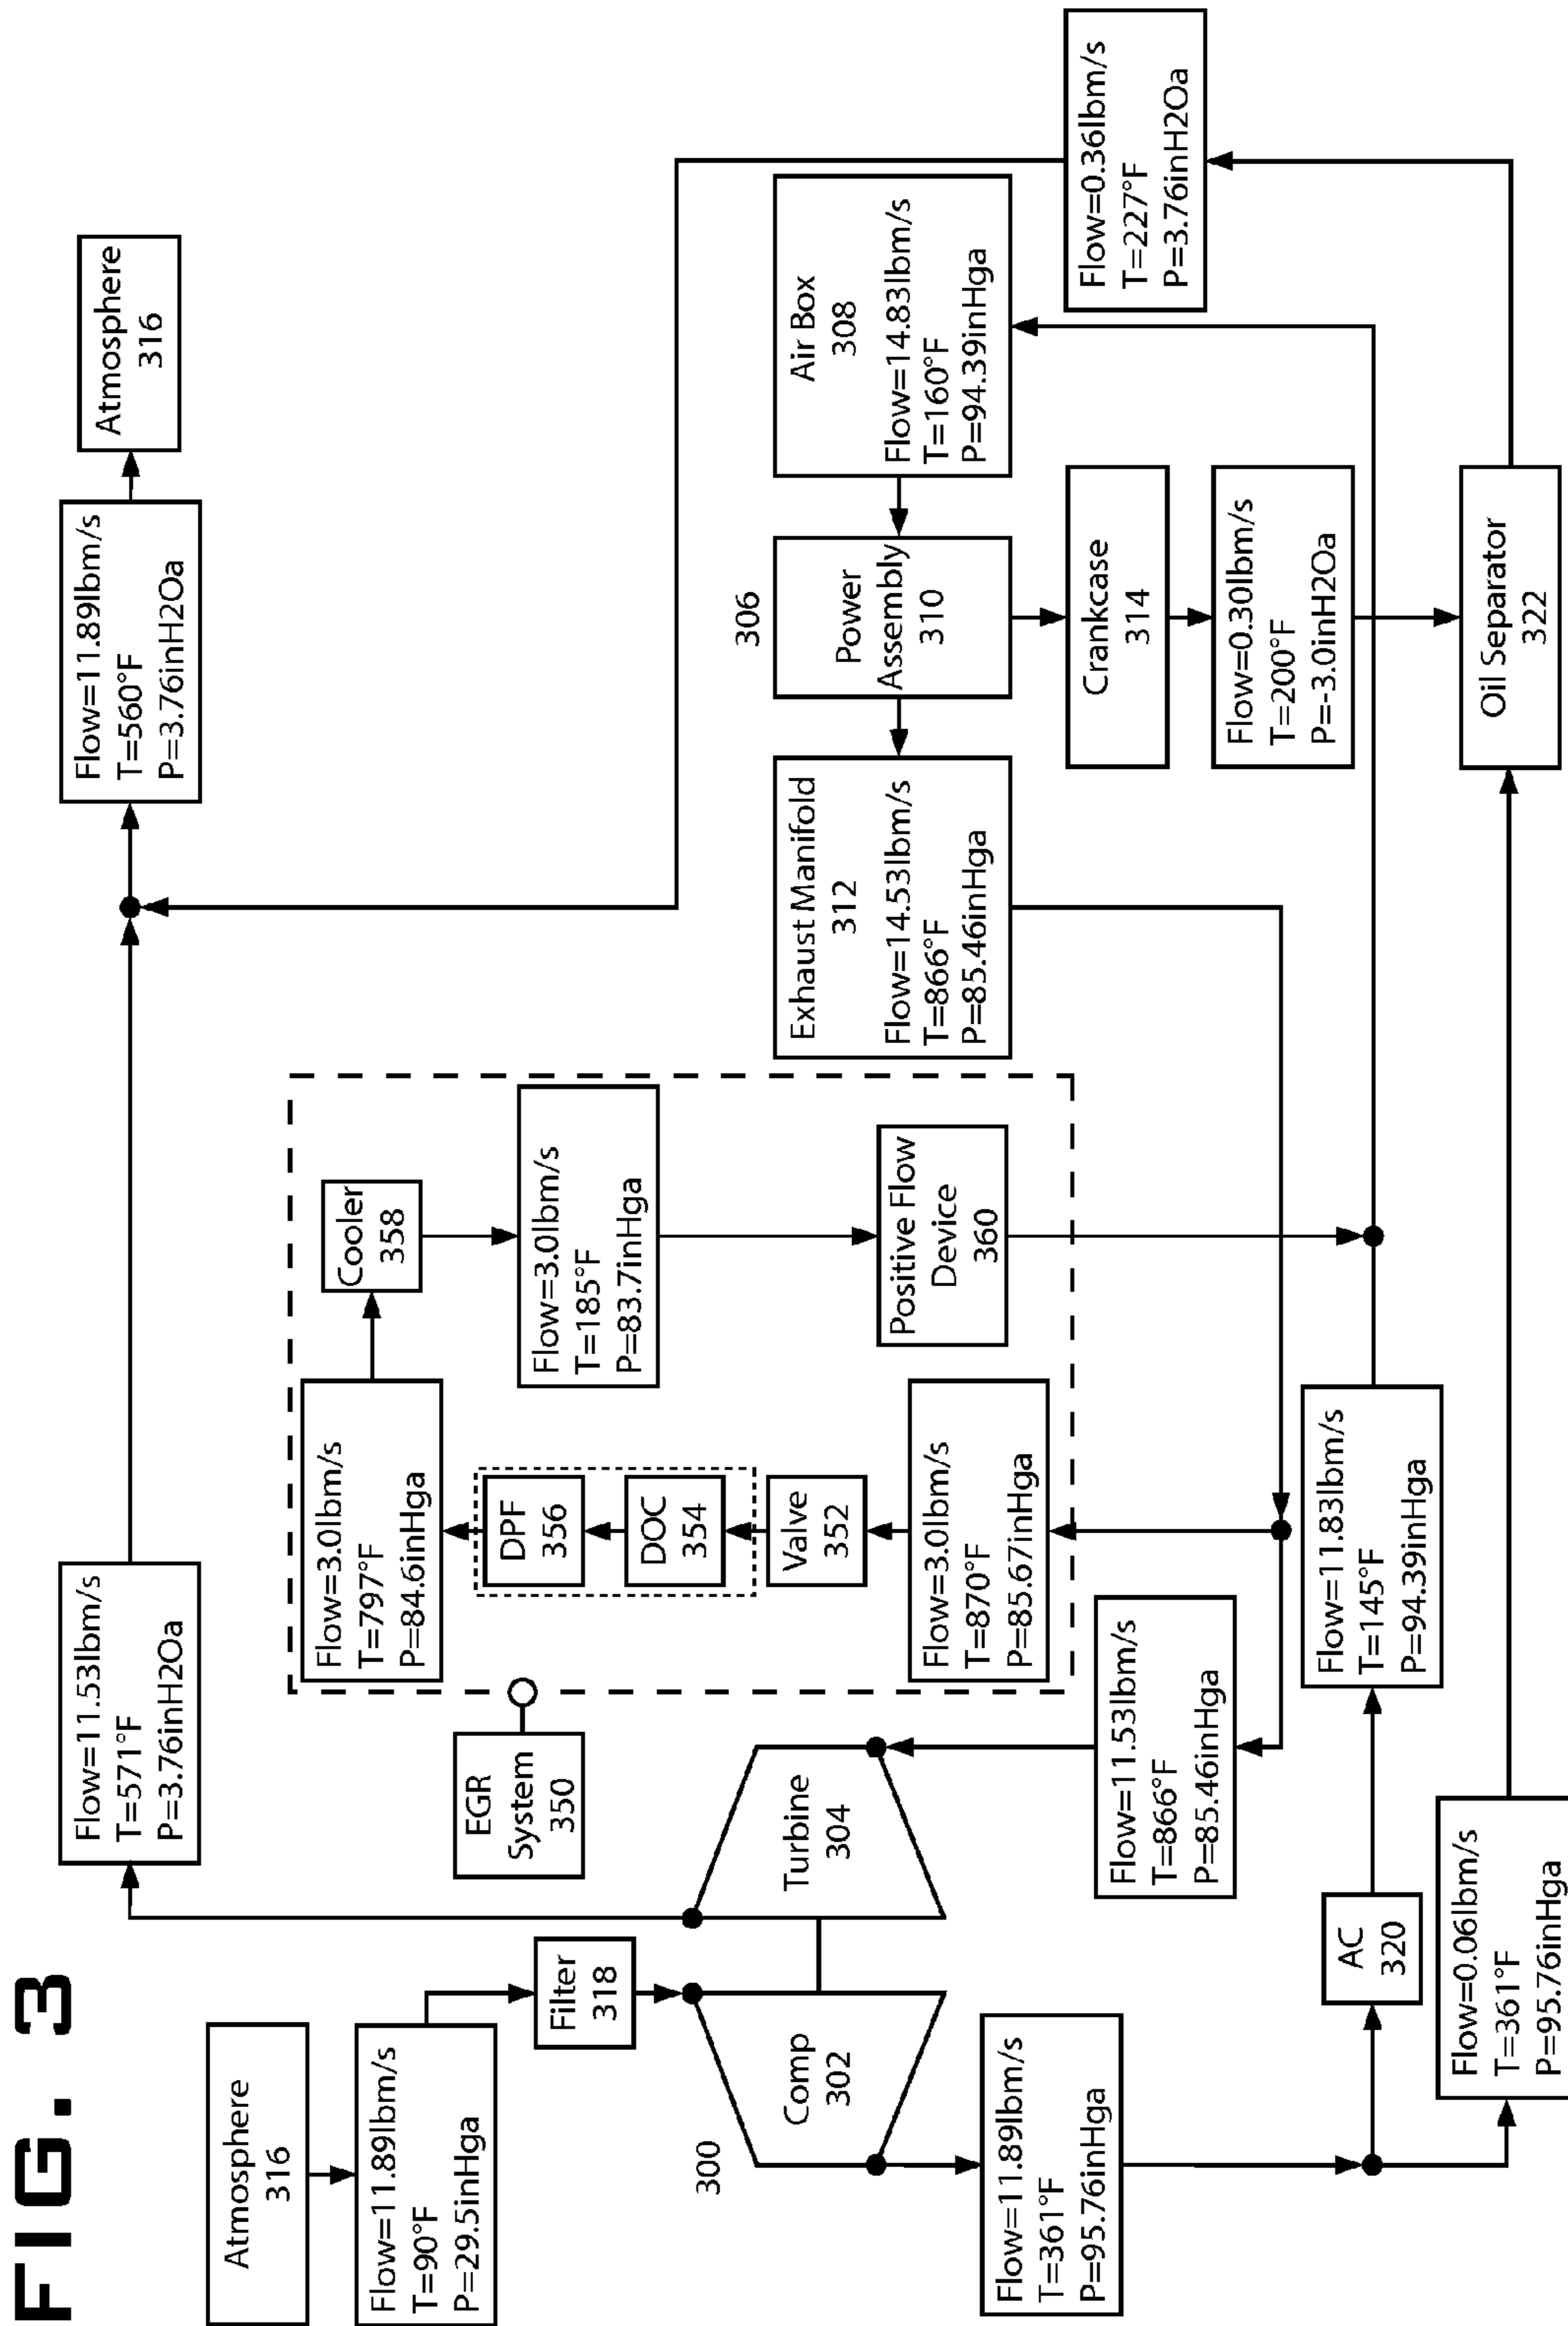 FIG. 3
Atmosphere
316
Flow=11.89lbm/s
T=90°F
P=29.5inHga
Filter
318
300
Comp
302
Flow=11.89lbm/s
T=361°F
P=95.76inHga
Turbine
304
Flow=11.53lbm/s
T=571°F
P=3.76inH2Oa
Flow=11.89lbm/s
T=560°F
P=3.76inH2Oa
Atmosphere
316
EGR
System
350
Flow=3.0lbm/s
T=797°F
P=84.6inHga
DPF
356
DOC
354
Valve
352
Flow=3.0lbm/s
T=870°F
P=85.67inHga
Cooler
358
Flow=3.0lbm/s
T=185°F
P=83.7inHga
Positive Flow
Device
360
Flow=11.53lbm/s
T=866°F
P=85.46inHga
AC
320
Flow=11.83lbm/s
T=145°F
P=94.39inHga
Flow=0.06lbm/s
T=361°F
P=95.76inHga
Exhaust Manifold
312
Flow=14.53lbm/s
T=866°F
P=85.46inHga
306
Power
Assembly
310
Air Box
308
Flow=14.83lbm/s
T=160°F
P=94.39inHga
Crankcase
314
Flow=0.30lbm/s
T=200°F
P=-3.0inH2Oa
Oil Separator
322
Flow=0.36lbm/s
T=227°F
P=3.76inH2Oa